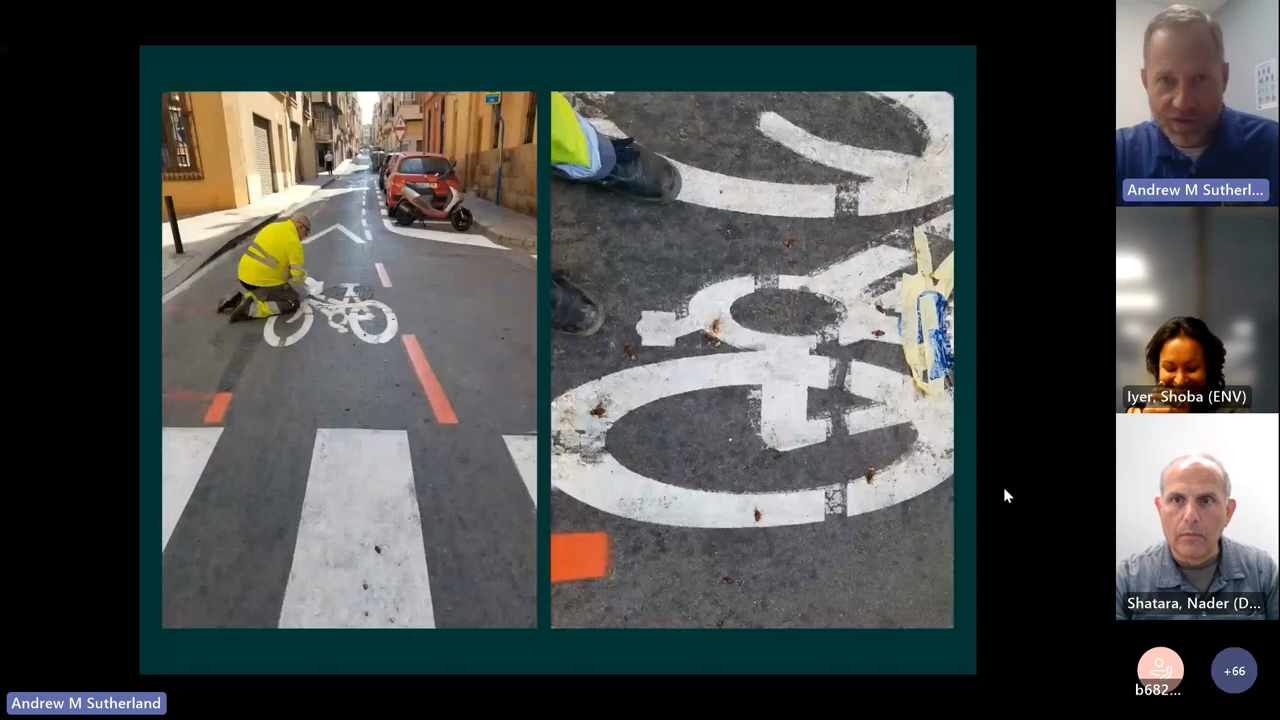 Andrew M Sutherl...
Iyer, Shoba (ENV)
Shatara, Nader (D...
b682...
+66
Andrew M Sutherland